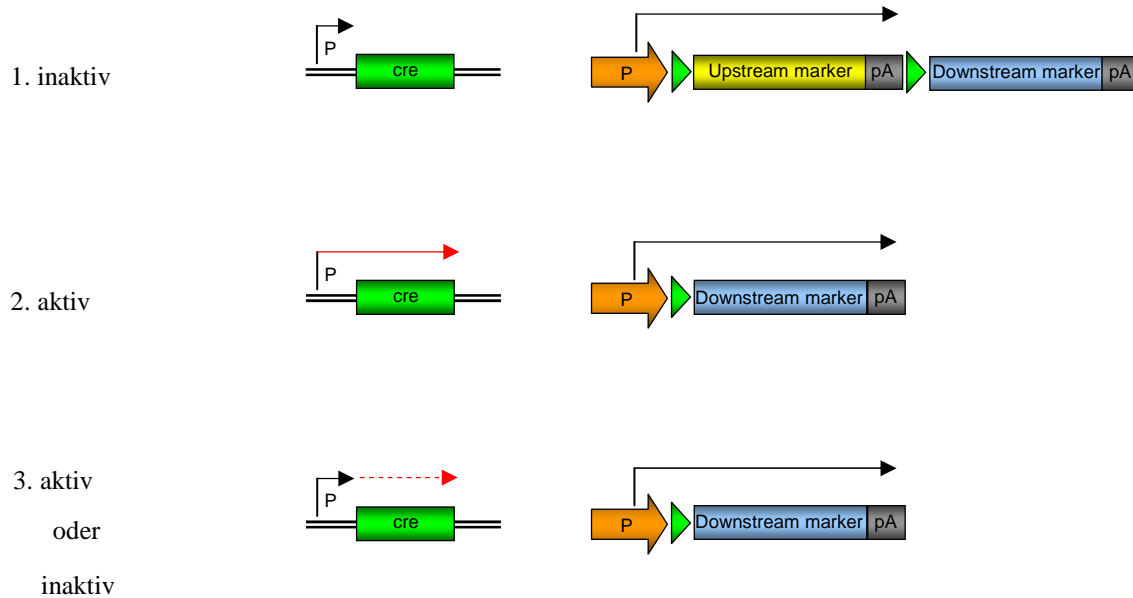 P
1. inaktiv
cre
P
Upstream marker
pA
Downstream marker
pA
P
2. aktiv
cre
P
Downstream marker
pA
3. aktiv
P
cre
P
Downstream marker
pA
oder
inaktiv